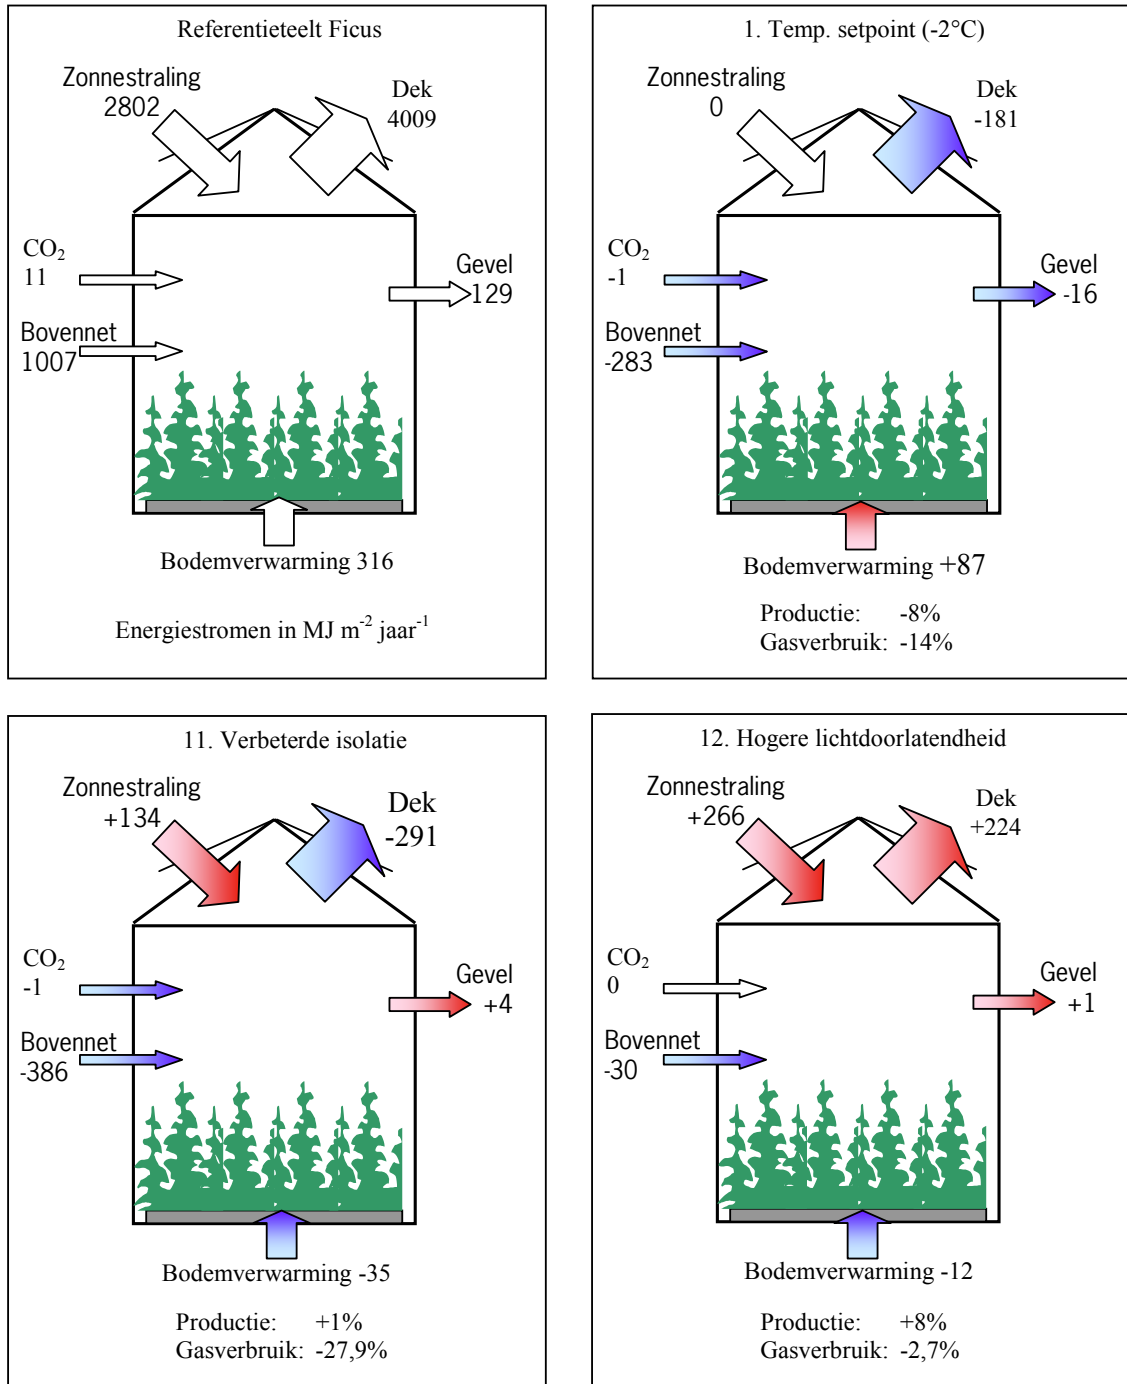 Referentieteelt Ficus
Zonnestraling
2802
Dek
4009
CO₂
11
Gevel
129
Bovennet
1007
Bodemverwarming 316
Energiestromen in MJ m⁻² jaar⁻¹
1. Temp. setpoint (-2°C)
Zonnestraling
0
Dek
-181
CO₂
-1
Gevel
-16
Bovennet
-283
Bodemverwarming +87
Productie: -8%
Gasverbruik: -14%
11. Verbeterde isolatie
Zonnestraling
+134
Dek
-291
CO₂
-1
Gevel
+4
Bovennet
-386
Bodemverwarming -35
Productie: +1%
Gasverbruik: -27,9%
12. Hogere lichtdoorlatendheid
Zonnestraling
+266
Dek
+224
CO₂
0
Gevel
+1
Bovennet
-30
Bodemverwarming -12
Productie: +8%
Gasverbruik: -2,7%